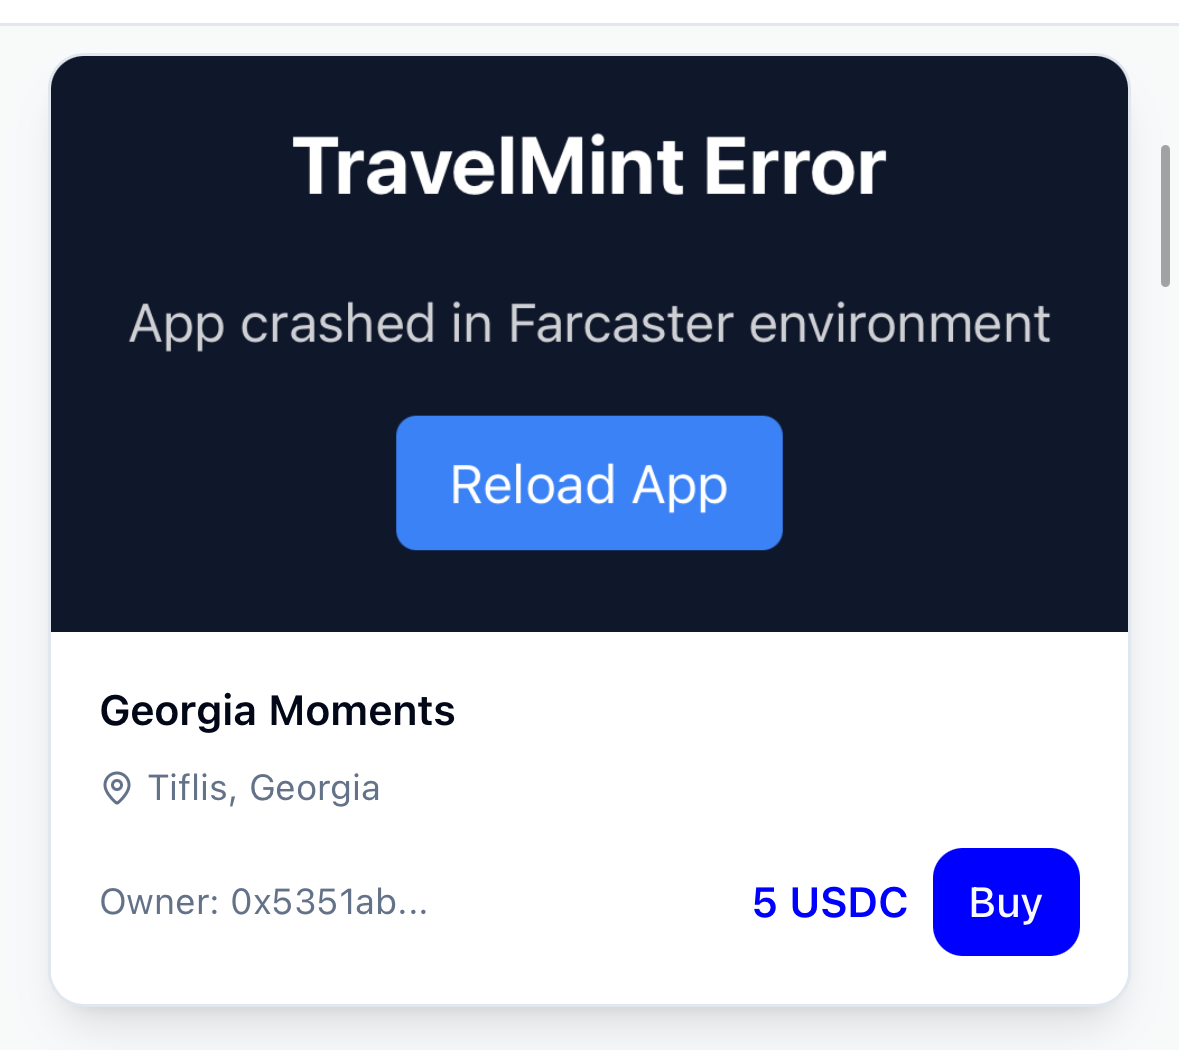 TravelMint Error
App crashed in Farcaster environment
Reload App
Georgia Moments
Tiflis, Georgia
Owner: 0x5351ab...
5 USDC
Buy